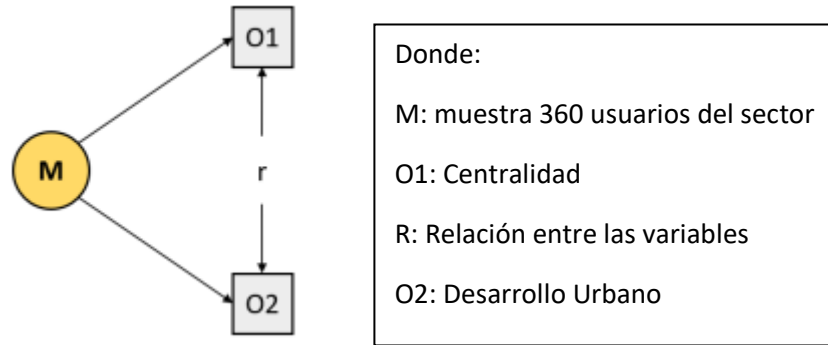 O1
M
r
O2
Donde:
M: muestra 360 usuarios del sector
O1: Centralidad
R: Relación entre las variables
O2: Desarrollo Urbano